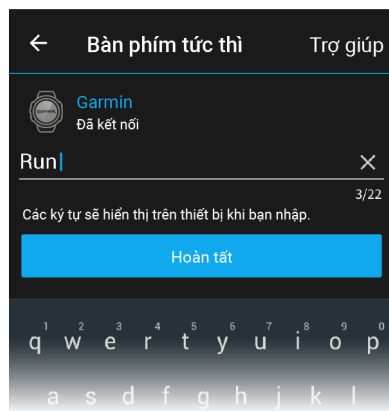 Bàn phím tức thì Trợ giúp
GARMIN
Garmin
Đã kết nối
Run
3/22
Các ký tự sẽ hiển thị trên thiết bị khi bạn nhập.
Hoàn tất
1 2 3 4 5 6 7 8 9 0
q w e r t y u i o p
a s d f g h j k l